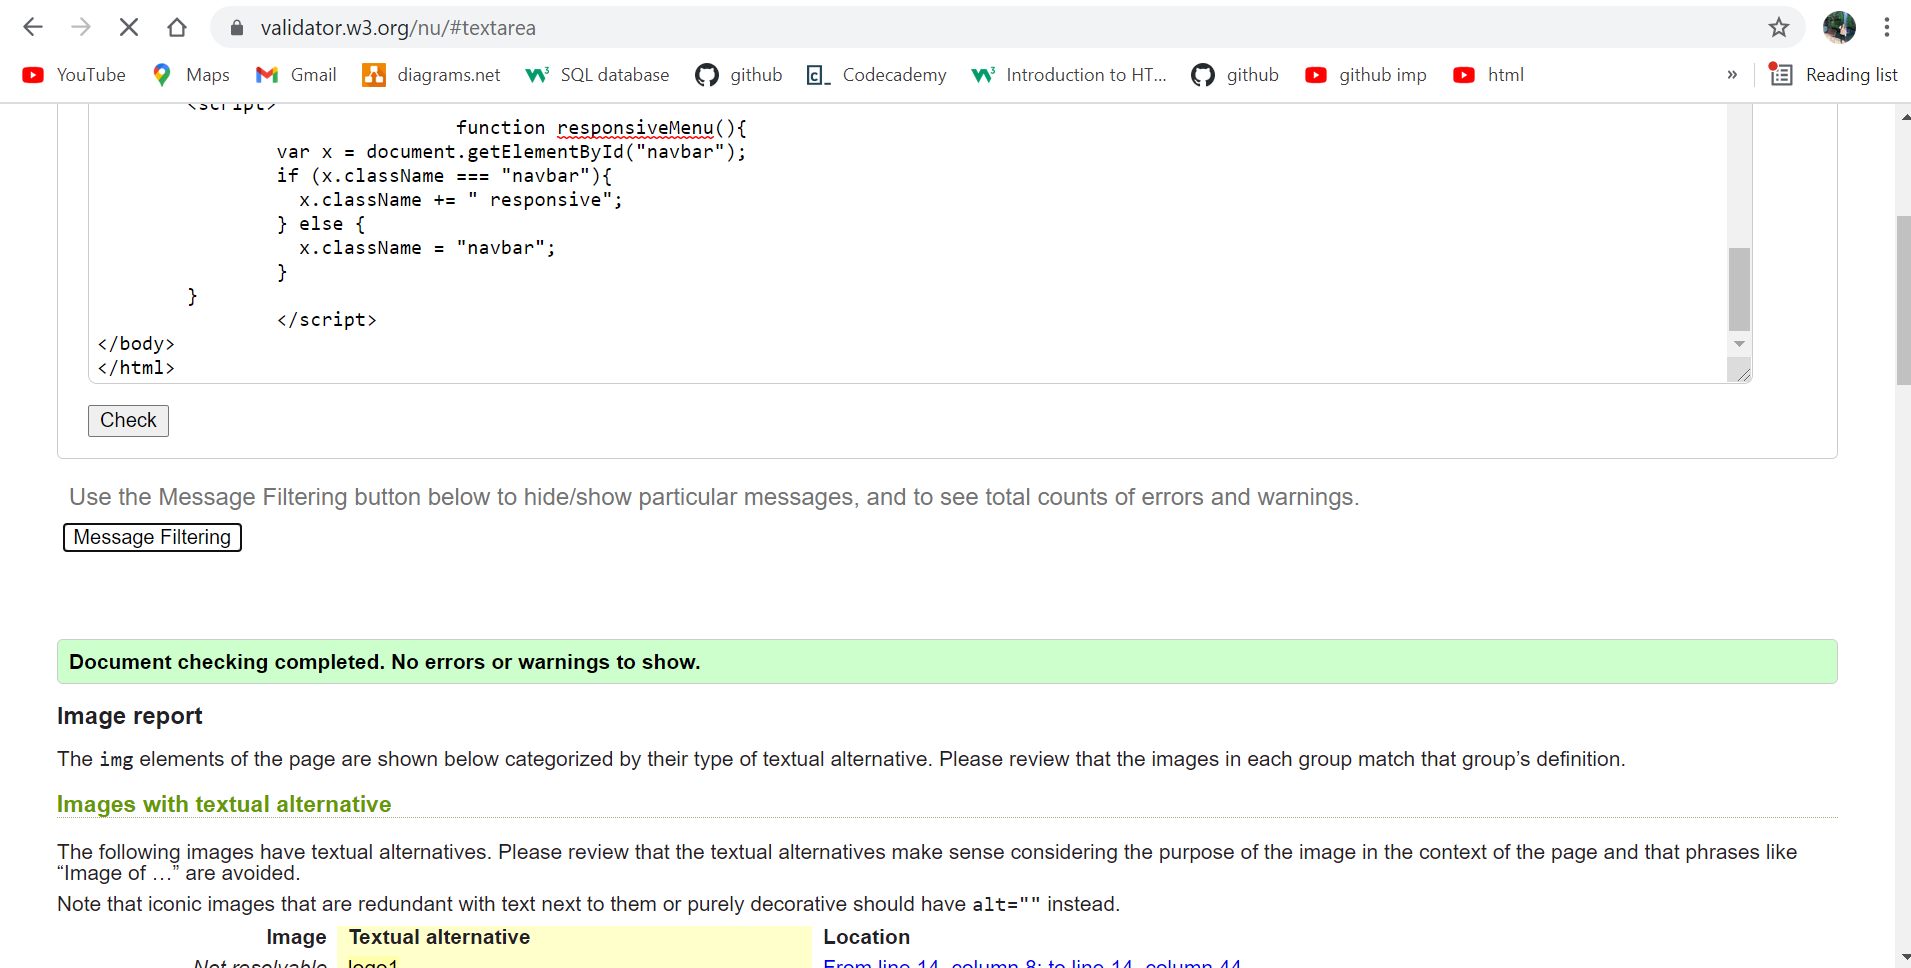 validator.w3.org/nu/#textarea
YouTube Maps Gmail diagrams.net SQL database github Codecademy Introduction to HT... github github imp html » Reading list
<script>
function responsiveMenu(){
var x = document.getElementById("navbar");
if (x.className === "navbar"){
x.className += " responsive";
} else {
x.className = "navbar";
}
}
</script>
</body>
</html>
Check
Use the Message Filtering button below to hide/show particular messages, and to see total counts of errors and warnings.
Message Filtering
Document checking completed. No errors or warnings to show.
Image report
The img elements of the page are shown below categorized by their type of textual alternative. Please review that the images in each group match that group’s definition.
Images with textual alternative
The following images have textual alternatives. Please review that the textual alternatives make sense considering the purpose of the image in the context of the page and that phrases like
“Image of …” are avoided.
Note that iconic images that are redundant with text next to them or purely decorative should have alt="" instead.
Image Textual alternative Location
Not resolvable logo1 From line 14, column 8; to line 14, column 44